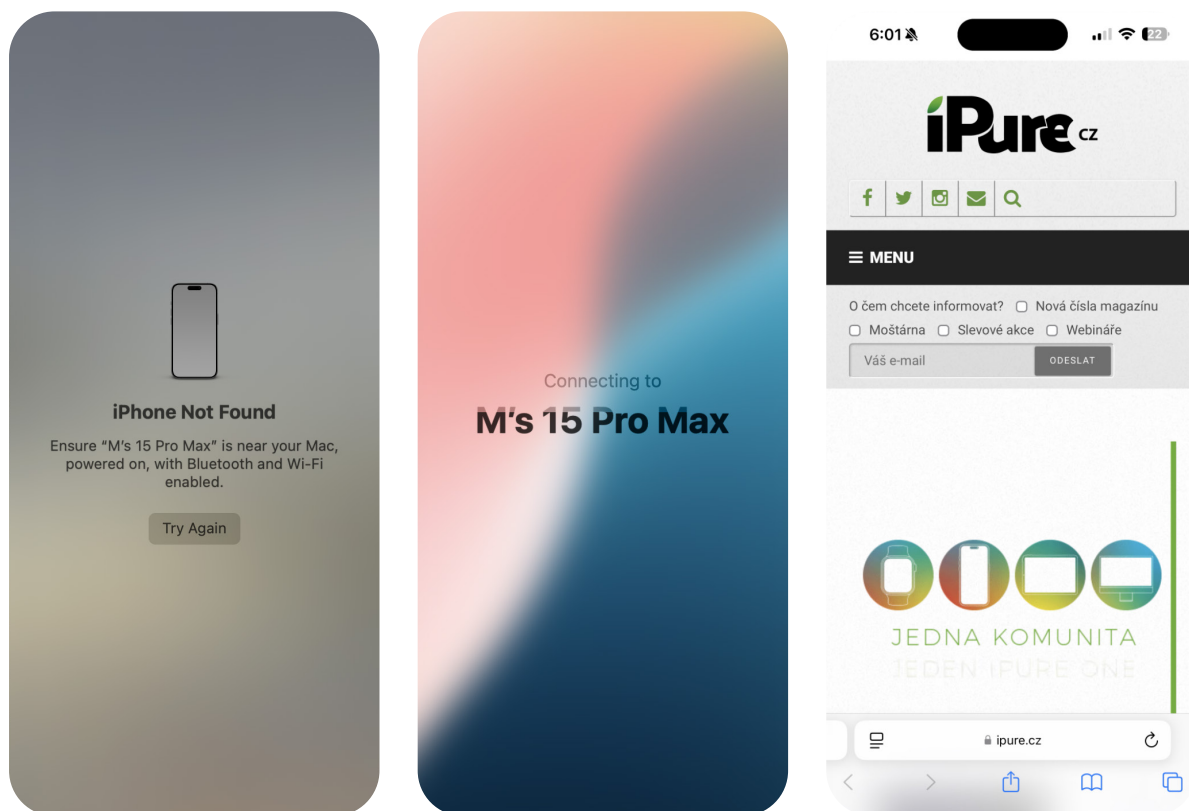 iPhone Not Found
Ensure “M’s 15 Pro Max” is near your Mac,
powered on, with Bluetooth and Wi-Fi
enabled.
Try Again
Connecting to
M’s 15 Pro Max
6:01
22
iPure cz
MENU
O čem chcete informovat? Nová čísla magazínu
Moštárna Slevové akce Webináře
Váš e-mail ODESLAT
JEDNA KOMUNITA
JEDEN IPURE ONE
ipure.cz